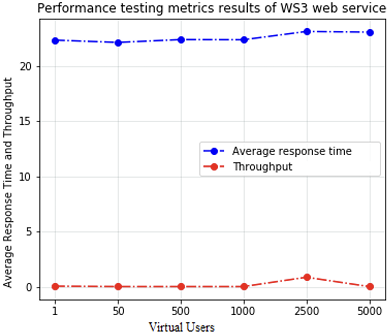 Performance testing metrics results of WS3 web service
Average Response Time and Throughput
20
15
10
5
0
Average response time
Throughput
1 50 500 1000 2500 5000
Virtual Users